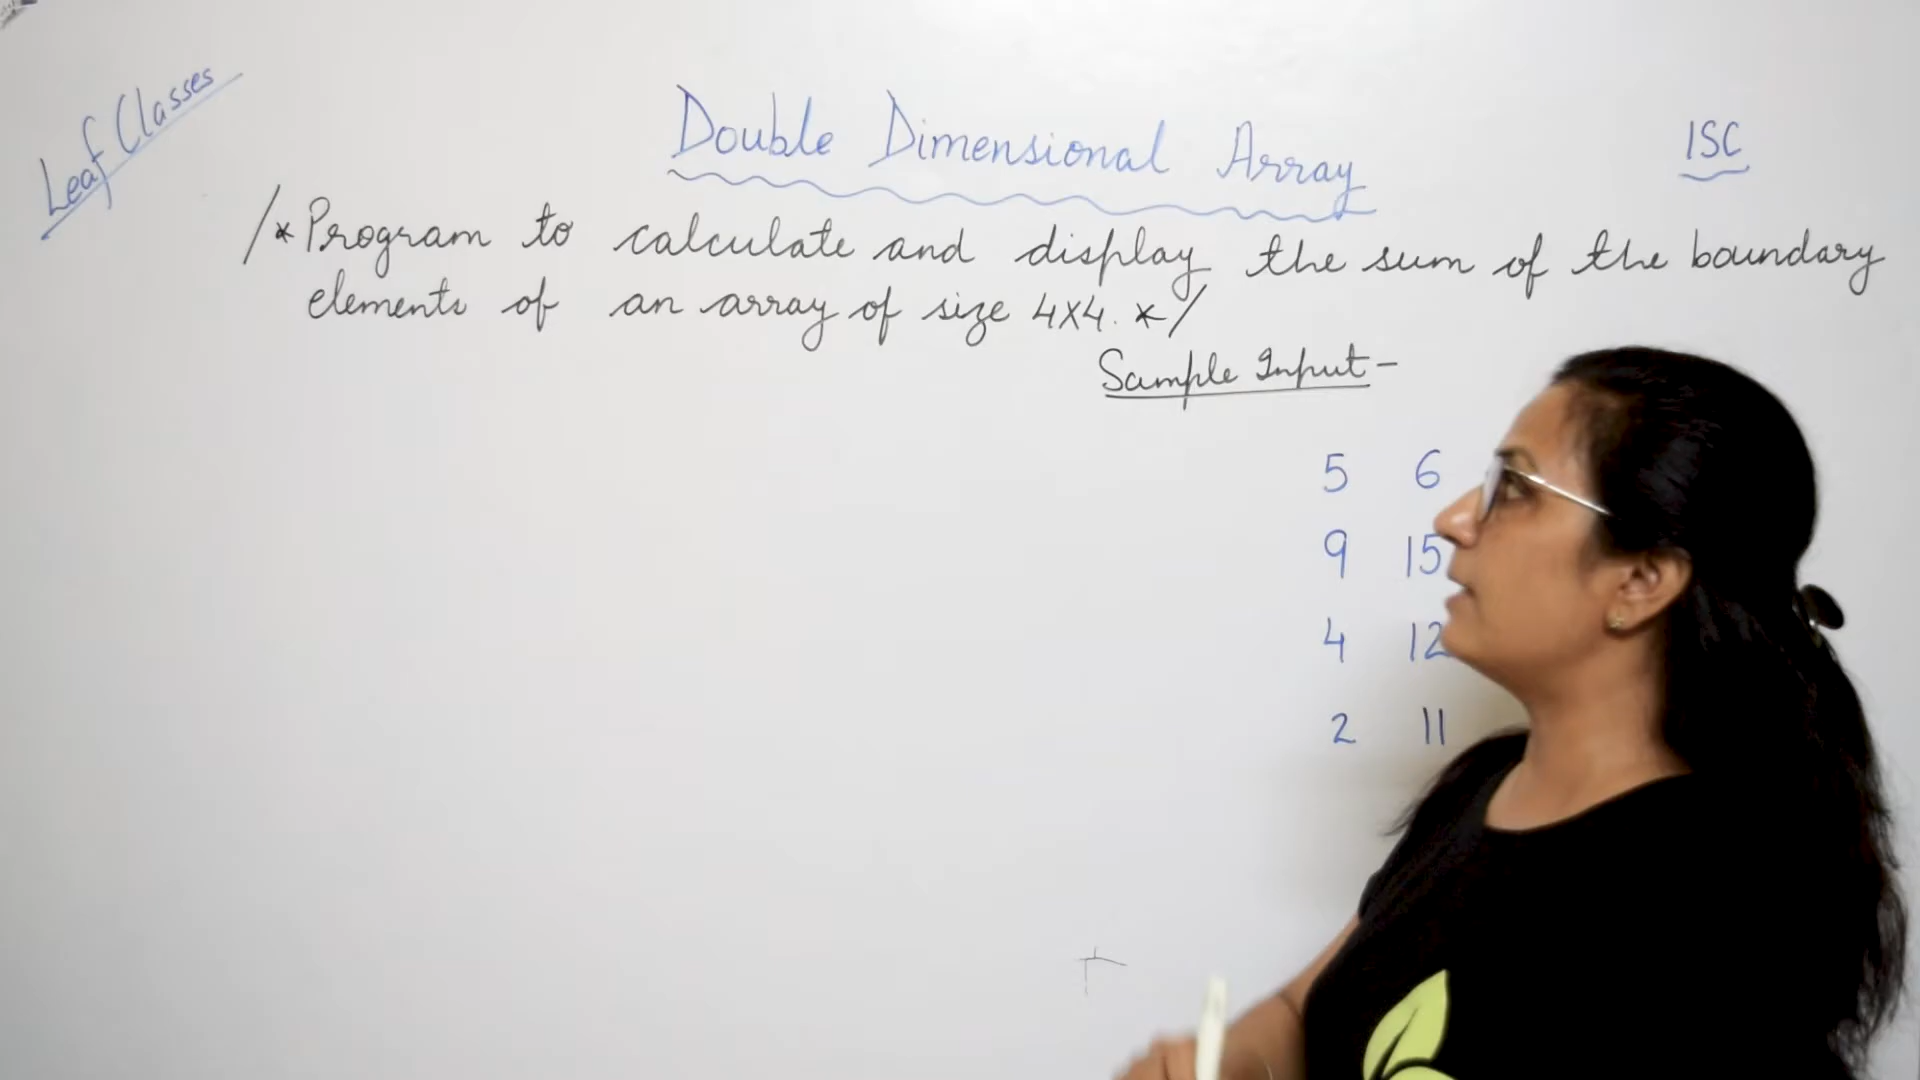 Leaf Classes
Double Dimensional Array
ISC
/* Program to calculate and display the sum of the boundary
elements of an array of size 4X4. */
Sample Input-
5 6
9 15
4 12
2 11